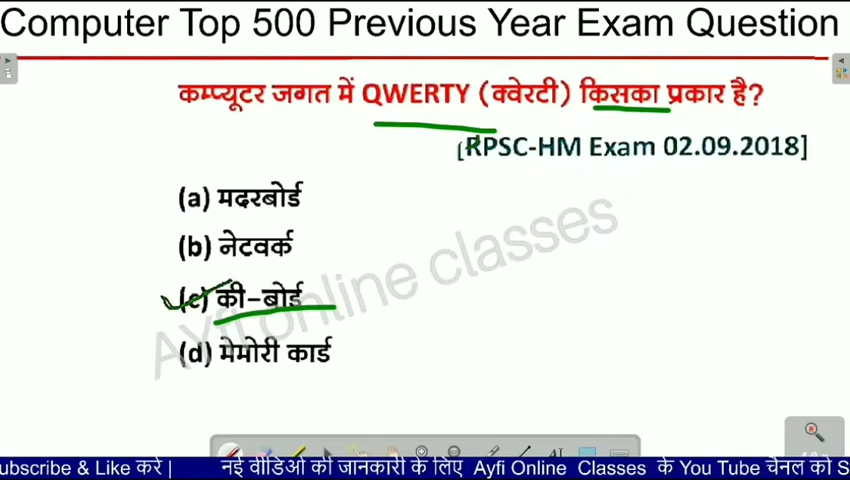 Computer Top 500 Previous Year Exam Question
कम्प्यूटर जगत में QWERTY (क्वेरटी) किसका प्रकार है?
[RPSC-HM Exam 02.09.2018]
(a) मदरबोर्ड
(b) नेटवर्क
(c) की-बोर्ड
(d) मेमोरी कार्ड
AYfi online classes
ubscribe & Like करें | नई वीडिओ की जानकारी के लिए Ayfi Online Classes के You Tube चैनल को S